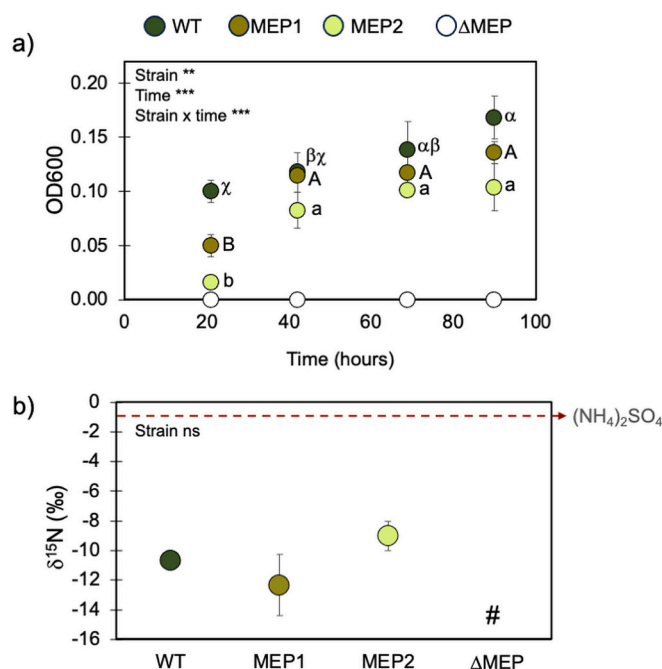 WT MEP1 MEP2 ΔMEP
a)
Strain **
Time ***
Strain x time ***
OD600
0.20
0.15
0.10
0.05
0.00
χ
B
b
βχ
A
a
αβ
A
a
α
A
a
0 20 40 60 80 100
Time (hours)
b)
δ¹⁵N (‰)
0
-2
-4
-6
-8
-10
-12
-14
-16
Strain ns
(NH₄)₂SO₄
#
WT MEP1 MEP2 ΔMEP